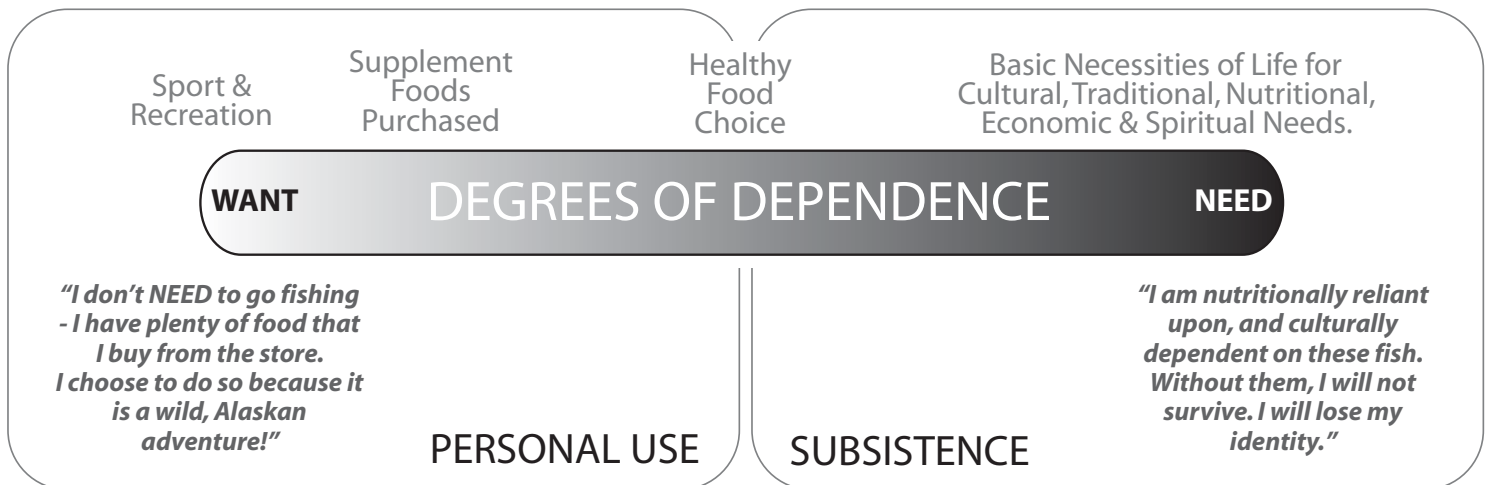 Sport &
Recreation
Supplement
Foods
Purchased
Healthy
Food
Choice
Basic Necessities of Life for
Cultural, Traditional, Nutritional,
Economic & Spiritual Needs.
WANT
DEGREES OF DEPENDENCE
NEED
“I don’t NEED to go fishing
- I have plenty of food that
I buy from the store.
I choose to do so because it
is a wild, Alaskan
adventure!”
PERSONAL USE
SUBSISTENCE
“I am nutritionally reliant
upon, and culturally
dependent on these fish.
Without them, I will not
survive. I will lose my
identity.”